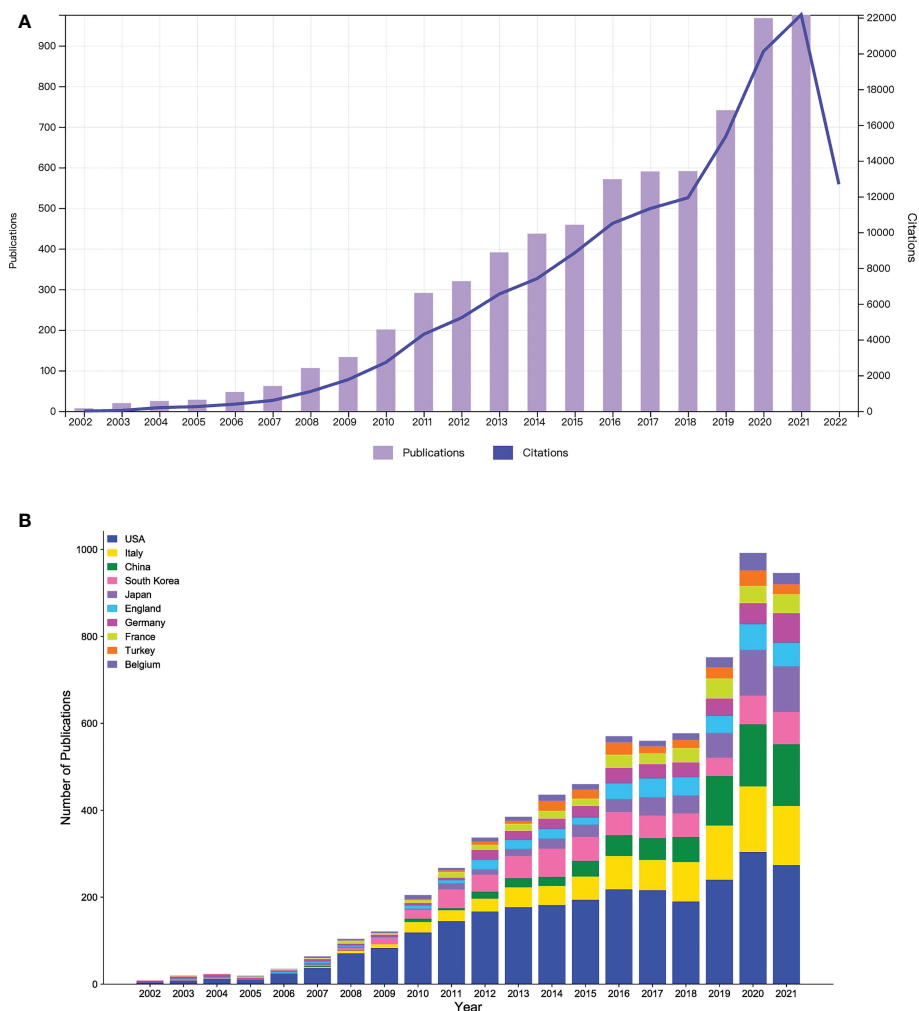 A
900
800
700
600
500
400
300
200
100
0
Publications
22000
20000
18000
16000
14000
12000
10000
8000
6000
4000
2000
0
Citations
2002 2003 2004 2005 2006 2007 2008 2009 2010 2011 2012 2013 2014 2015 2016 2017 2018 2019 2020 2021 2022
Publications Citations
B
USA
Italy
China
South Korea
Japan
England
Germany
France
Turkey
Belgium
1000
800
600
400
200
0
Number of Publications
2002 2003 2004 2005 2006 2007 2008 2009 2010 2011 2012 2013 2014 2015 2016 2017 2018 2019 2020 2021
Year